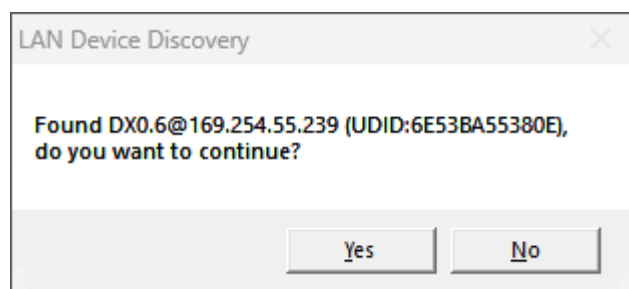 LAN Device Discovery
Found DX0.6@169.254.55.239 (UDID:6E53BA55380E),
do you want to continue?
Yes
No